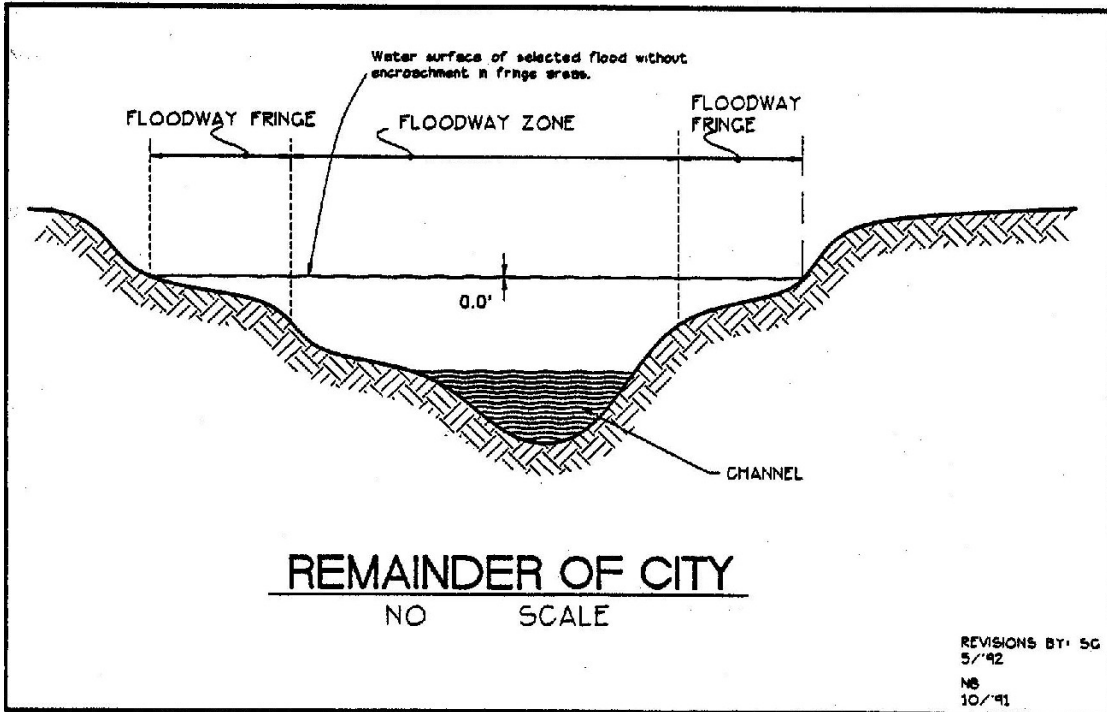 Water surface of selected flood without
encroachment in fringe areas.
FLOODWAY FRINGE
FLOODWAY ZONE
FLOODWAY
FRINGE
0.0'
CHANNEL
REMAINDER OF CITY
NO SCALE
REVISIONS BY: SG
5/'92
NB
10/'91